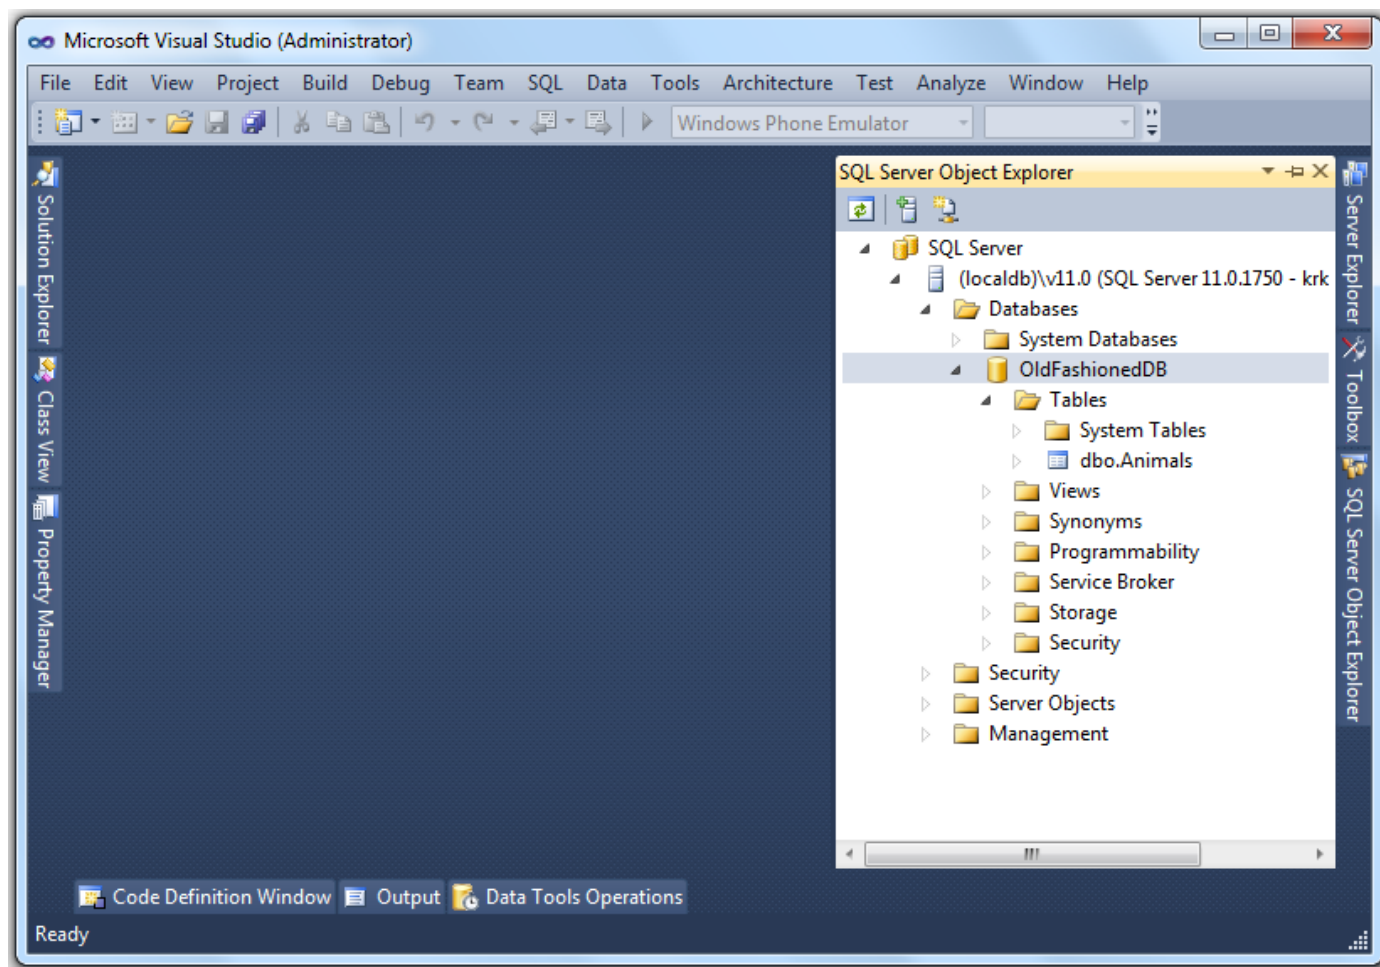 Microsoft Visual Studio (Administrator)
File Edit View Project Build Debug Team SQL Data Tools Architecture Test Analyze Window Help
Windows Phone Emulator
Solution Explorer
Class View
Property Manager
SQL Server Object Explorer
SQL Server
(localdb)\v11.0 (SQL Server 11.0.1750 - krk
Databases
System Databases
OldFashionedDB
Tables
System Tables
dbo.Animals
Views
Synonyms
Programmability
Service Broker
Storage
Security
Security
Server Objects
Management
Server Explorer
Toolbox
SQL Server Object Explorer
Code Definition Window Output Data Tools Operations
Ready